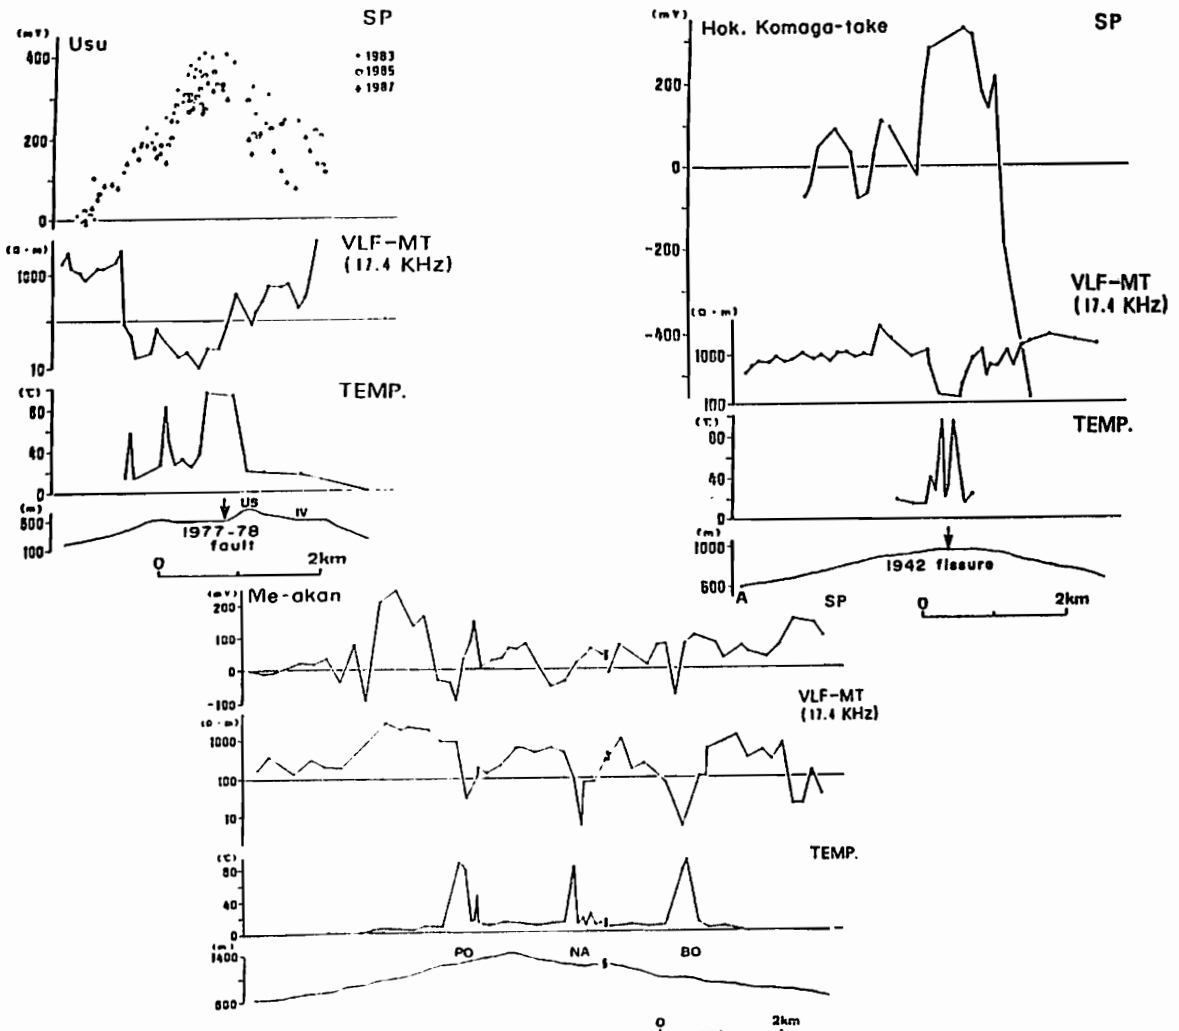 SP
(mV)
Usu
1983
1985
1987
400
200
0
(Ω·m)
VLF-MT
(17.4 KHz)
1000
10
(℃)
TEMP.
80
40
0
(m)
US
IV
500
1977-78
fault
100
0
2km
(mV)
Hok. Komaga-take
SP
200
0
-200
-400
VLF-MT
(17.4 KHz)
(Ω·m)
1000
100
(℃)
TEMP.
80
40
0
(m)
1000
1942 fissure
A
0
2km
(mV)
Me-akan
SP
200
100
0
-100
VLF-MT
(17.4 KHz)
(Ω·m)
1000
100
10
TEMP.
(℃)
80
40
0
(m)
PO
NA
BO
1400
0
2km